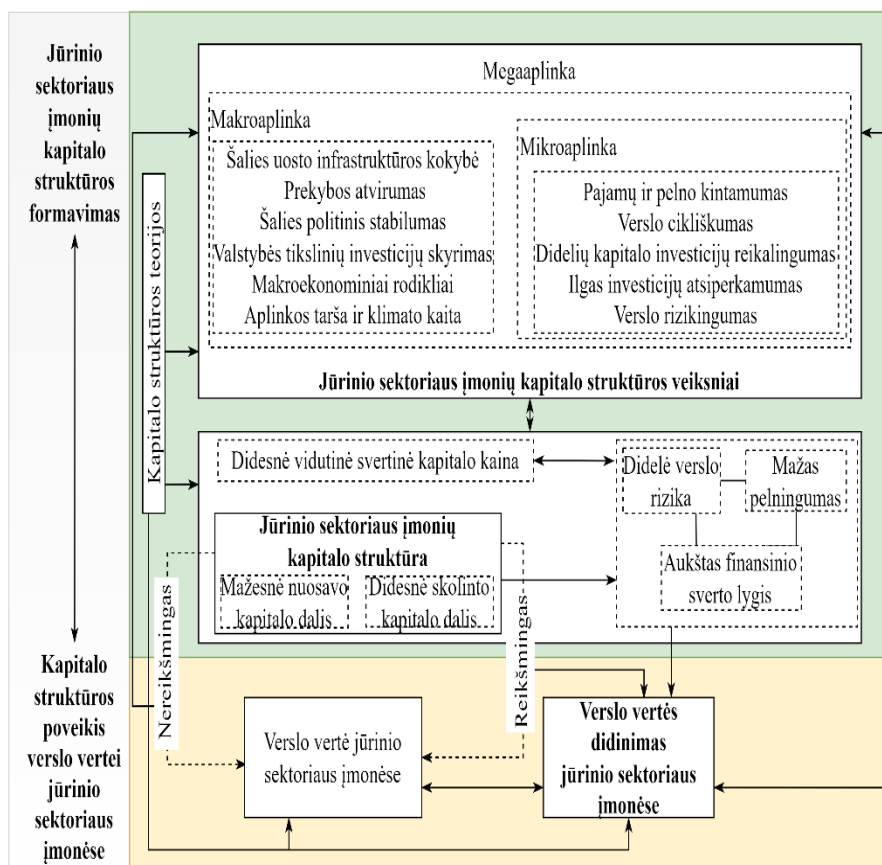 Jūrinio
sektoriaus
įmonių
kapitalo
struktūros
formavimas
Kapitalo
struktūros
poveikis
verslo vertei
jūrinio
sektoriaus
įmonėse
Kapitalo struktūros teorijos
Megaaplinka
Makroaplinka
Šalies uosto infrastruktūros kokybė
Prekybos atvirumas
Šalies politinis stabilumas
Valstybės tikslinių investicijų skyrimas
Makroekonominiai rodikliai
Aplinkos tarša ir klimato kaita
Mikroaplinka
Pajamų ir pelno kintamumas
Verslo cikliškumas
Didelių kapitalo investicijų reikalingumas
Ilgas investicijų atsiperkamumas
Verslo rizikingumas
Jūrinio sektoriaus įmonių kapitalo struktūros veiksniai
Didesnė vidutinė svertinė kapitalo kaina
Jūrinio sektoriaus įmonių
kapitalo struktūra
Mažesnė nuosavo
kapitalo dalis
Didesnė skolinto
kapitalo dalis
Didelė verslo
rizika
Mažas
pelningumas
Aukštas finansinio
sverto lygis
Nereikšmingas
Reikšmingas
Verslo vertė jūrinio
sektoriaus įmonėse
Verslo vertės
didinimas
jūrinio sektoriaus
įmonėse